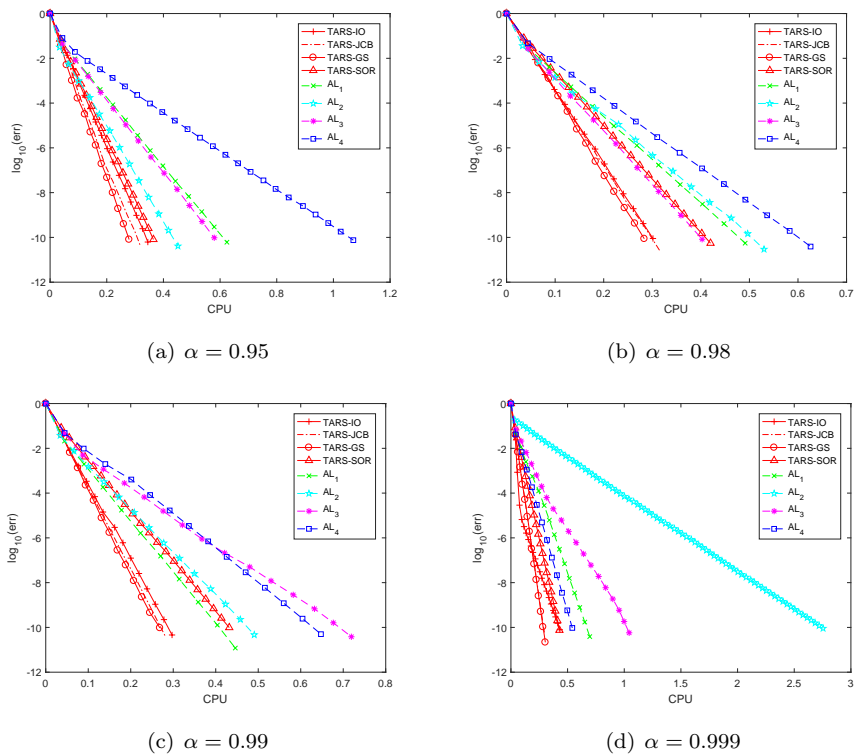 0
-2
-4
-6
-8
-10
-12
log₁₀(err)
0 0.2 0.4 0.6 0.8 1 1.2
CPU
TARS-IO
TARS-JCB
TARS-GS
TARS-SOR
AL₁
AL₂
AL₃
AL₄
(a) α = 0.95
0
-2
-4
-6
-8
-10
-12
log₁₀(err)
0 0.1 0.2 0.3 0.4 0.5 0.6 0.7
CPU
TARS-IO
TARS-JCB
TARS-GS
TARS-SOR
AL₁
AL₂
AL₃
AL₄
(b) α = 0.98
0
-2
-4
-6
-8
-10
-12
log₁₀(err)
0 0.1 0.2 0.3 0.4 0.5 0.6 0.7 0.8
CPU
TARS-IO
TARS-JCB
TARS-GS
TARS-SOR
AL₁
AL₂
AL₃
AL₄
(c) α = 0.99
0
-2
-4
-6
-8
-10
-12
log₁₀(err)
0 0.5 1 1.5 2 2.5 3
CPU
TARS-IO
TARS-JCB
TARS-GS
TARS-SOR
AL₁
AL₂
AL₃
AL₄
(d) α = 0.999